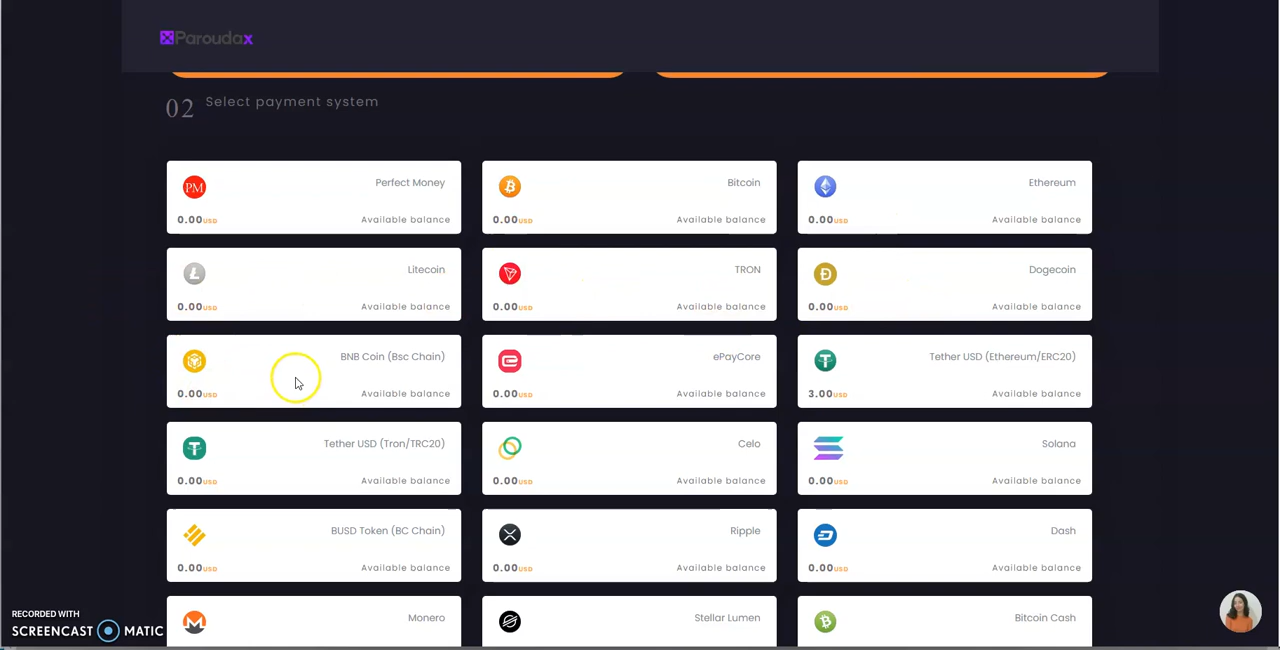 Paroudax
02 Select payment system
Perfect Money
0.00USD Available balance
Bitcoin
0.00USD Available balance
Ethereum
0.00USD Available balance
Litecoin
0.00USD Available balance
TRON
0.00USD Available balance
Dogecoin
0.00USD Available balance
BNB Coin (Bsc Chain)
0.00USD Available balance
ePayCore
0.00USD Available balance
Tether USD (Ethereum/ERC20)
3.00USD Available balance
Tether USD (Tron/TRC20)
0.00USD Available balance
Celo
0.00USD Available balance
Solana
0.00USD Available balance
BUSD Token (BC Chain)
0.00USD Available balance
Ripple
0.00USD Available balance
Dash
0.00USD Available balance
Monero
Stellar Lumen
Bitcoin Cash
PM
RECORDED WITH
SCREENCAST MATIC